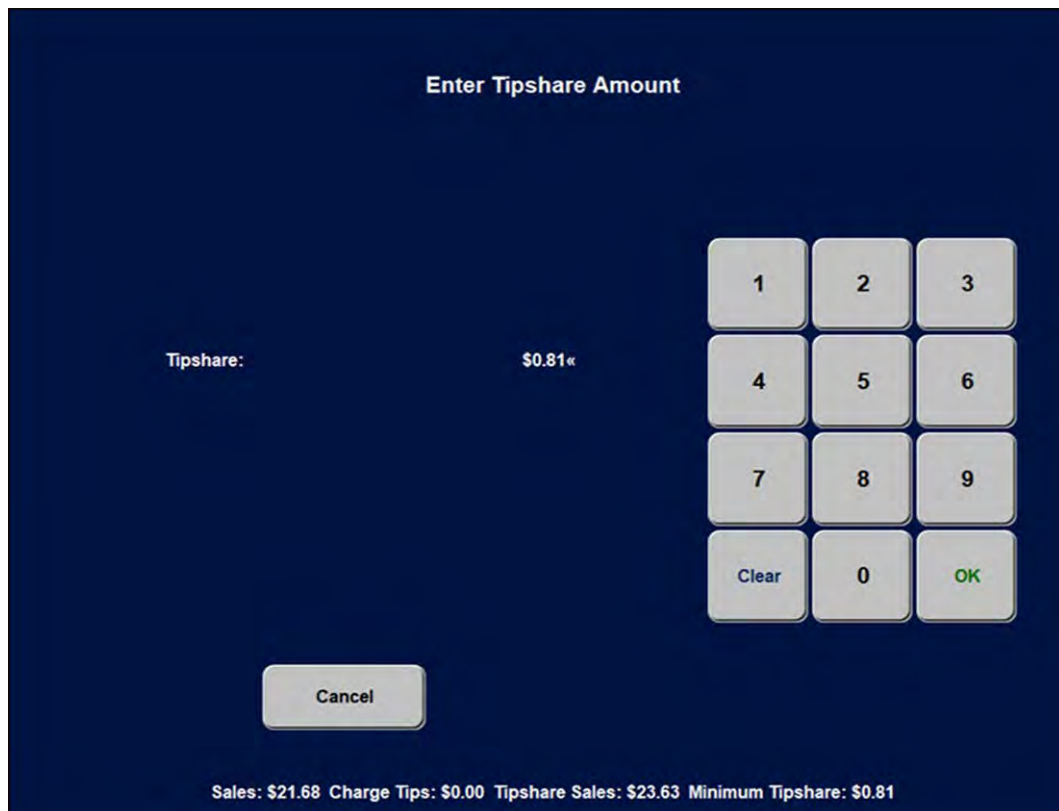 Enter Tipshare Amount
1 2 3
Tipshare: $0.81«
4 5 6
7 8 9
Clear 0 OK
Cancel
Sales: $21.68 Charge Tips: $0.00 Tipshare Sales: $23.63 Minimum Tipshare: $0.81